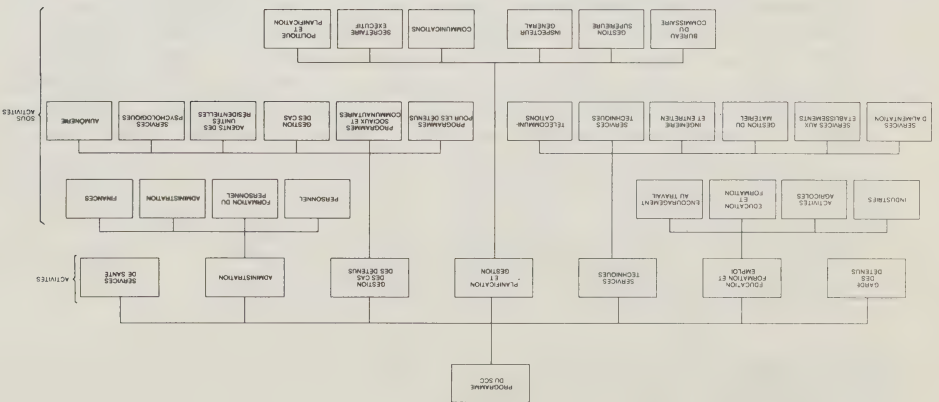 PROGRAMME
DU SCC
GARDE
DES
DÉTENUS
ÉDUCATION
FORMATION ET
EMPLOI
SERVICES
TECHNIQUES
PLANIFICATION
ET
GESTION
GESTION
DES CAS
DES DÉTENUS
ADMINISTRATION
SERVICES
DE SANTÉ
ACTIVITÉS
INDUSTRIES
ACTIVITÉS
AGRICOLES
ÉDUCATION
ET
FORMATION
ENCOURAGEMENT
AU TRAVAIL
PERSONNEL
FORMATION DU
PERSONNEL
ADMINISTRATION
FINANCES
SERVICES
D'ALIMENTATION
SERVICES AUX
ÉTABLISSEMENTS
GESTION DU
MATÉRIEL
INGÉNIERIE
ET ENTRETIEN
SERVICES
TECHNIQUES
TÉLÉCOMMUNI
CATIONS
PROGRAMMES
POUR LES DÉTENUS
PROGRAMMES
SOCIAUX ET
COMMUNAUTAIRES
GESTION
DES CAS
AGENTS DES
UNITÉS
RÉSIDENTIELLES
SERVICES
PSYCHOLOGIQUES
AUMÔNERIE
SOUS
ACTIVITÉS
BUREAU
DU
COMMISSAIRE
GESTION
SUPÉRIEURE
INSPECTEUR
GÉNÉRAL
COMMUNICATIONS
SECRÉTAIRE
EXÉCUTIF
POLITIQUE
ET
PLANIFICATION